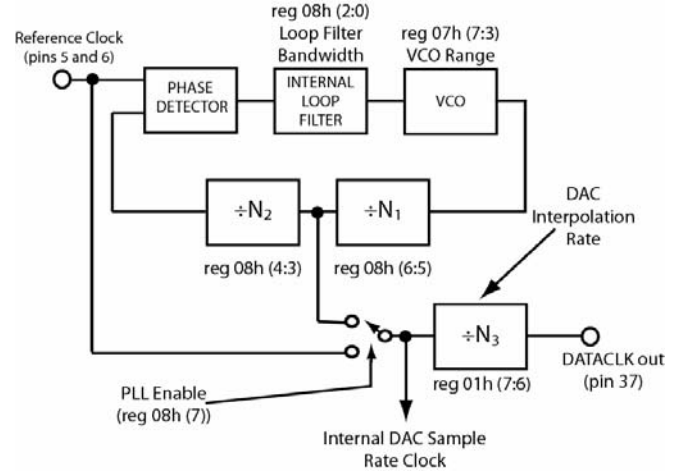 reg 08h (2:0)
Loop Filter
Bandwidth
reg 07h (7:3)
VCO Range
Reference Clock
(pins 5 and 6)
PHASE
DETECTOR
INTERNAL
LOOP
FILTER
VCO
÷N₂
÷N₁
reg 08h (4:3)
reg 08h (6:5)
DAC
Interpolation
Rate
÷N₃
reg 01h (7:6)
DATACLK out
(pin 37)
PLL Enable
(reg 08h (7))
Internal DAC Sample
Rate Clock